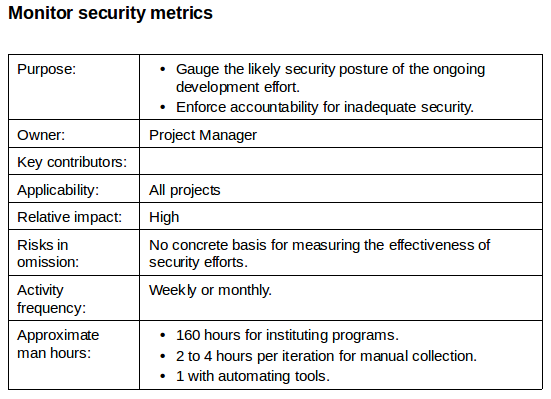 Monitor security metrics
Purpose:
• Gauge the likely security posture of the ongoing
development effort.
• Enforce accountability for inadequate security.
Owner:
Project Manager
Key contributors:
Applicability:
All projects
Relative impact:
High
Risks in
omission:
No concrete basis for measuring the effectiveness of
security efforts.
Activity
frequency:
Weekly or monthly.
Approximate
man hours:
• 160 hours for instituting programs.
• 2 to 4 hours per iteration for manual collection.
• 1 with automating tools.